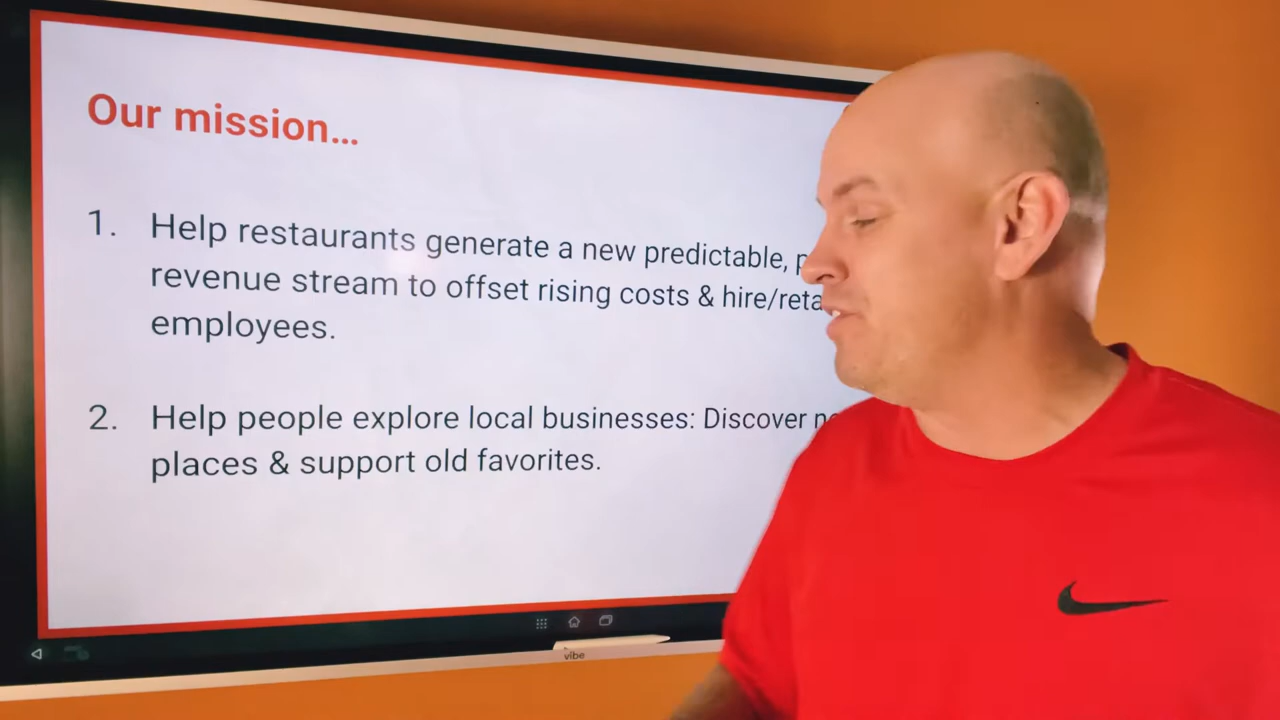 Our mission...
1. Help restaurants generate a new predictable,
revenue stream to offset rising costs & hire/
employees.
2. Help people explore local businesses: Discover
places & support old favorites.
vibe